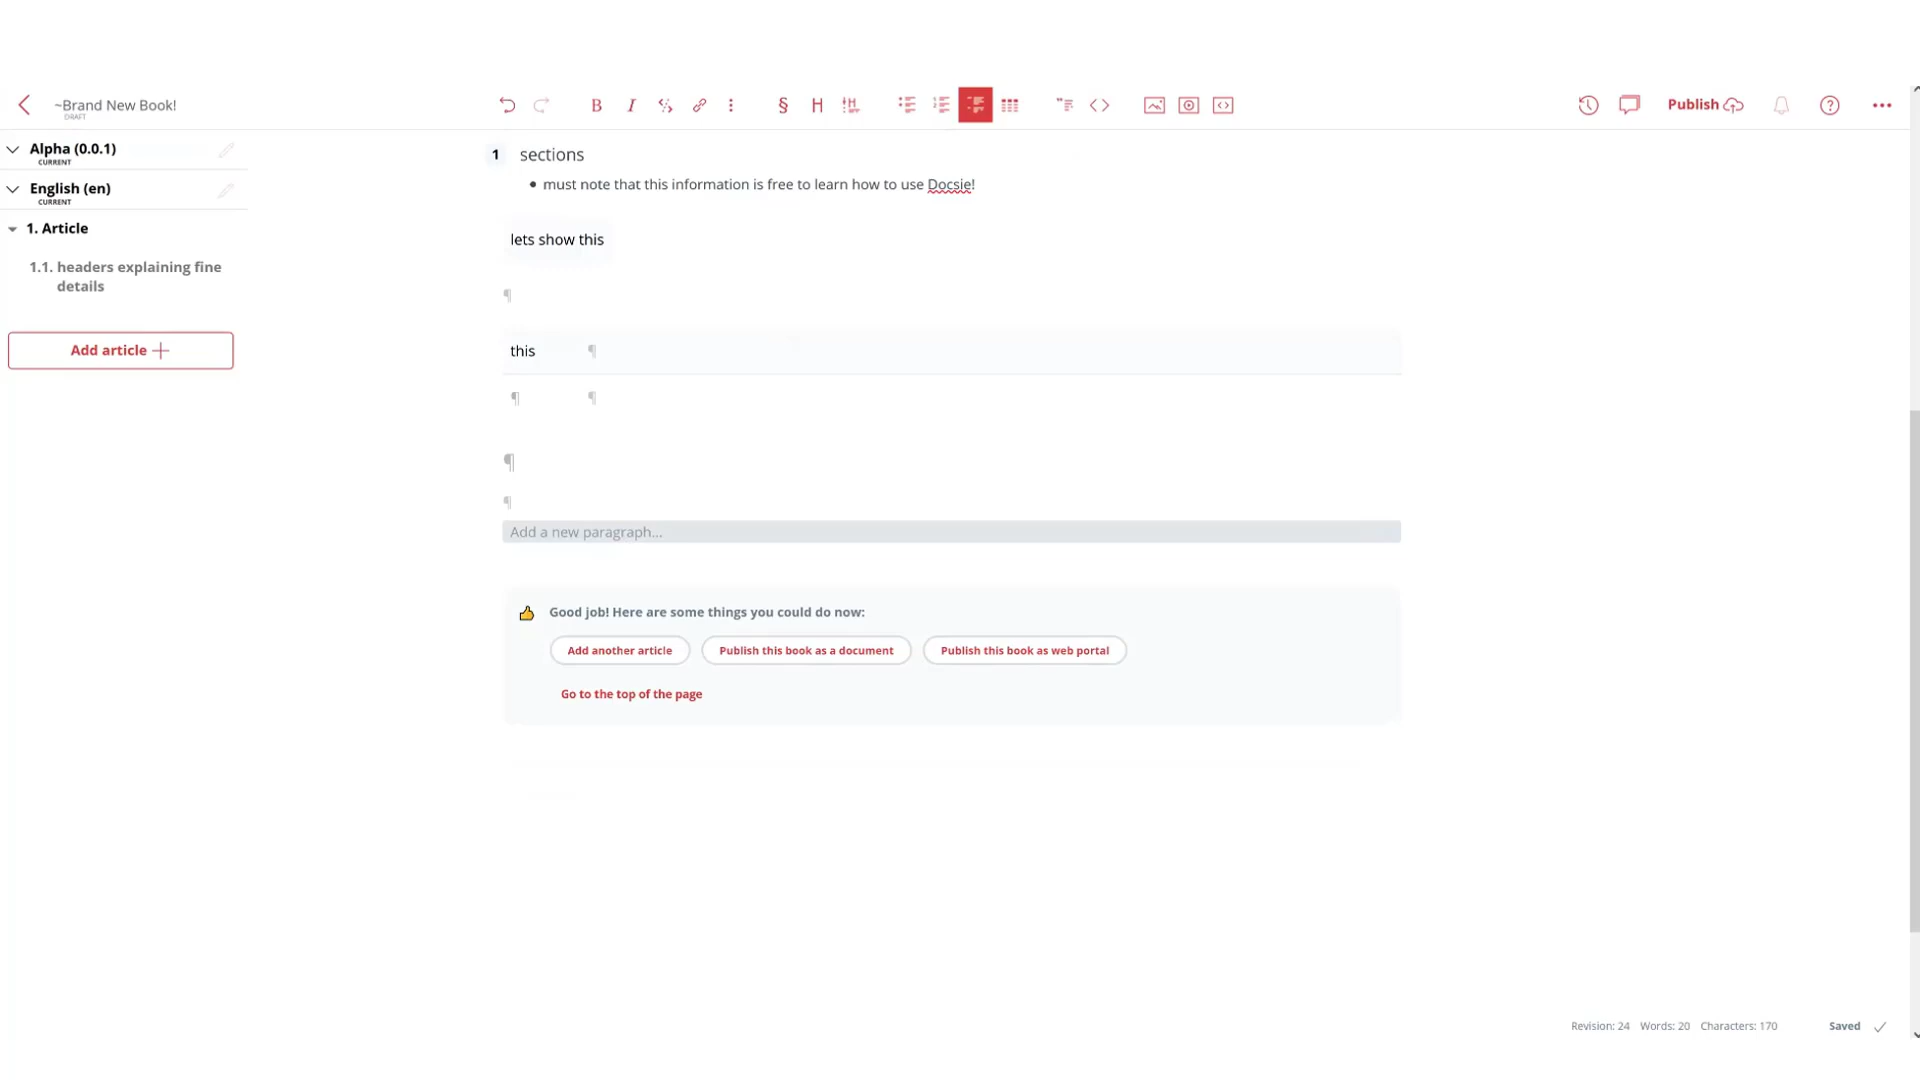 ~Brand New Book!
DRAFT
B I § H
Publish
Alpha (0.0.1)
CURRENT
English (en)
CURRENT
1. Article
1.1. headers explaining fine
details
Add article
1 sections
• must note that this information is free to learn how to use Docsie!
lets show this
¶
this ¶
¶ ¶
¶
¶
Add a new paragraph...
Good job! Here are some things you could do now:
Add another article
Publish this book as a document
Publish this book as web portal
Go to the top of the page
Revision: 24 Words: 20 Characters: 170 Saved